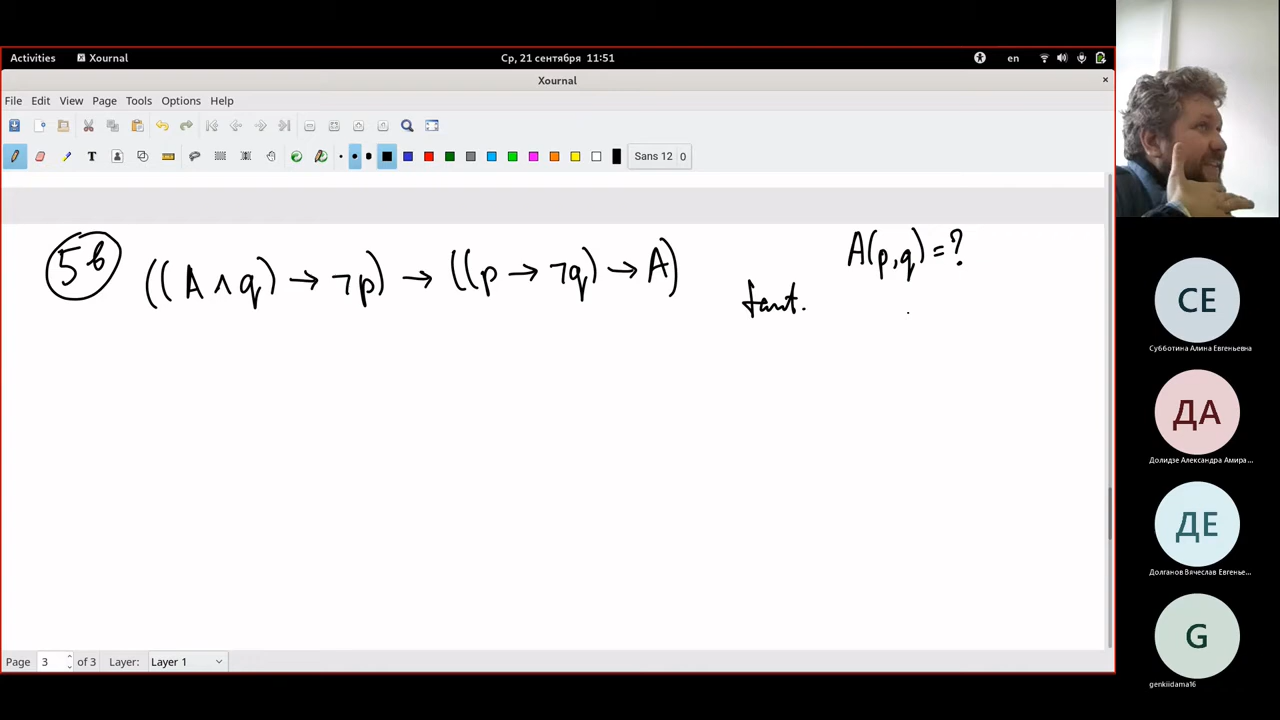 Activities Xournal Ср, 21 сентября 11:51 en
Xournal ×
File Edit View Page Tools Options Help
T Sans 12 0
5в ((A ∧ q) → ¬p) → ((p → ¬q) → A) A(p,q) = ?
taut.
Page 3 of 3 Layer: Layer 1
СЕ
Субботина Алина Евгеньевна
ДА
Долидзе Александра Амира...
ДЕ
Долганов Вячеслав Евгенье...
G
genkiidama16